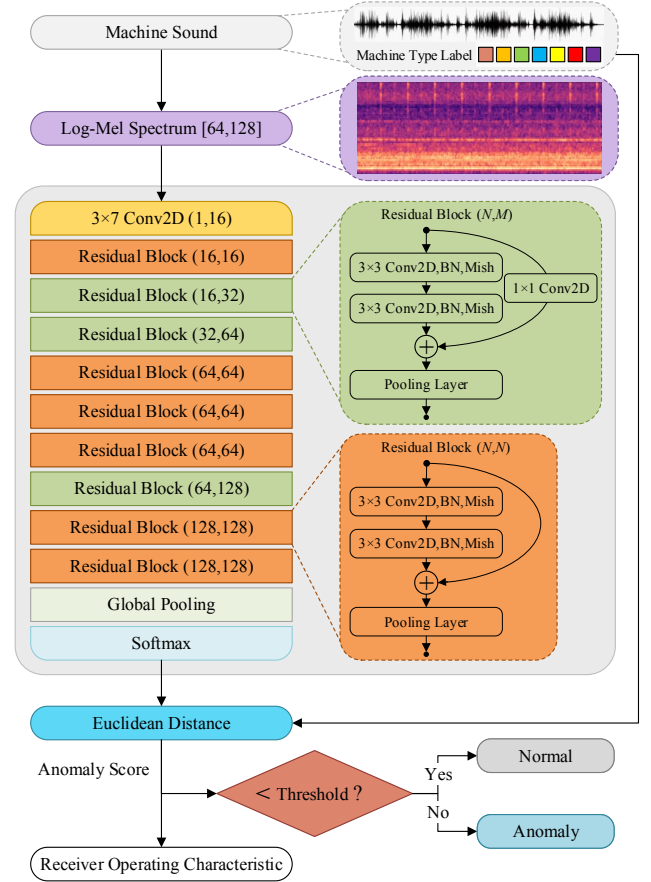 Machine Sound
Machine Type Label
Log-Mel Spectrum [64,128]
3×7 Conv2D (1,16)
Residual Block (16,16)
Residual Block (16,32)
Residual Block (32,64)
Residual Block (64,64)
Residual Block (64,64)
Residual Block (64,64)
Residual Block (64,128)
Residual Block (128,128)
Residual Block (128,128)
Global Pooling
Softmax
Residual Block (N,M)
3×3 Conv2D,BN,Mish
1×1 Conv2D
3×3 Conv2D,BN,Mish
+
Pooling Layer
Residual Block (N,N)
3×3 Conv2D,BN,Mish
3×3 Conv2D,BN,Mish
+
Pooling Layer
Euclidean Distance
Anomaly Score
< Threshold ?
Yes
No
Normal
Anomaly
Receiver Operating Characteristic